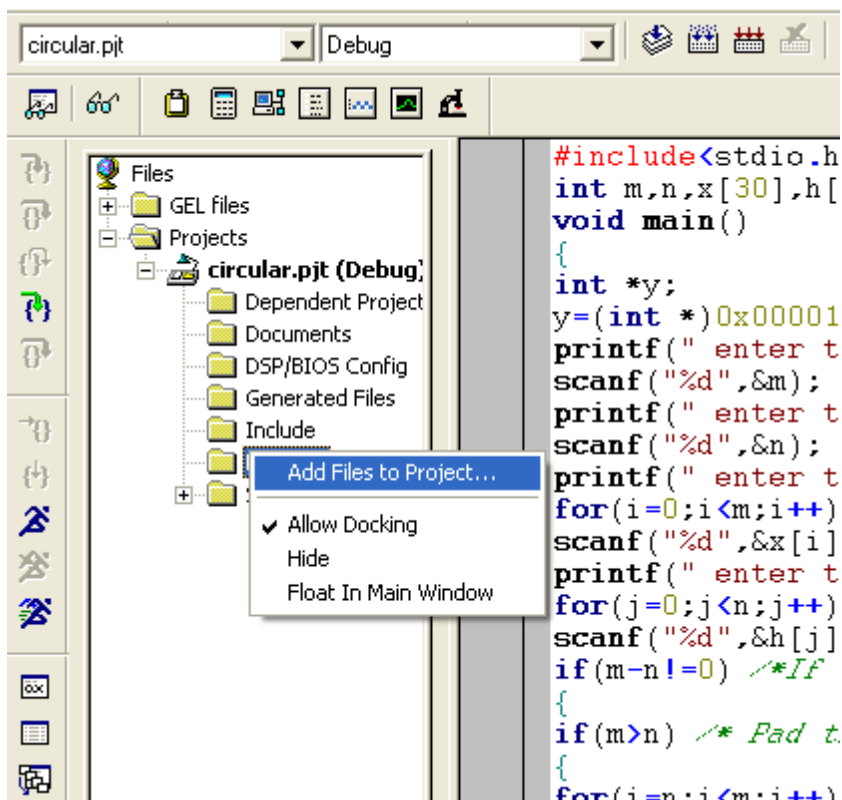 circular.pjt
Debug
Files
GEL files
Projects
circular.pjt (Debug)
Dependent Project
Documents
DSP/BIOS Config
Generated Files
Include
Add Files to Project...
Allow Docking
Hide
Float In Main Window
#include<stdio.h
int m,n,x[30],h[
void main()
{
int *y;
y=(int *)0x00001
printf(" enter t
scanf("%d",&m);
printf(" enter t
scanf("%d",&n);
printf(" enter t
for(i=0;i<m;i++)
scanf("%d",&x[i]
printf(" enter t
for(j=0;j<n;j++)
scanf("%d",&h[j]
if(m-n!=0) /*If
{
if(m>n) /* Pad t
{
for(i=n;i<m;i++)